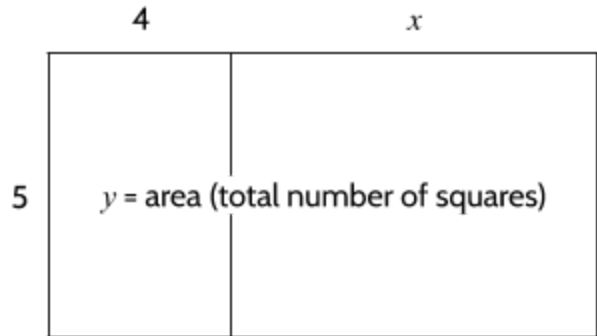 4 x
5 y = area (total number of squares)